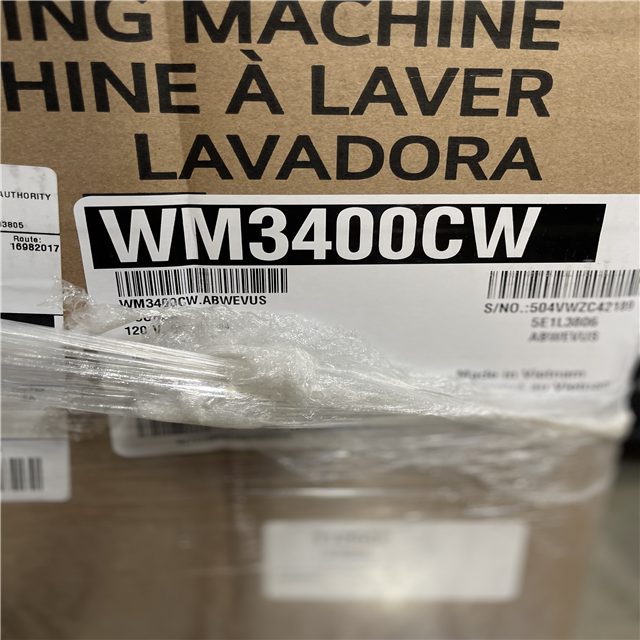 ING MACHINE
HINE À LAVER
LAVADORA
AUTHORITY
3805
Route:
16982017
WM3400CW
WM3400CW.ABWEVUS
120 V
S/NO.:504VWZC42189
5E1L3806
ABWEVUS
Made in Vietnam